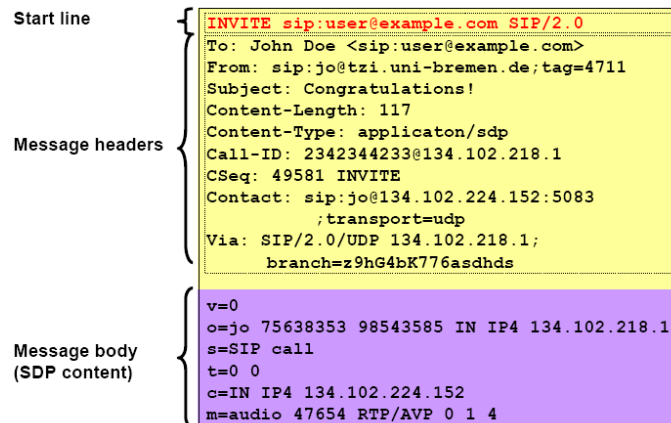 Start line
INVITE sip:user@example.com SIP/2.0
To: John Doe <sip:user@example.com>
From: sip:jo@tzi.uni-bremen.de;tag=4711
Subject: Congratulations!
Content-Length: 117
Content-Type: applicaton/sdp
Message headers
Call-ID: 2342344233@134.102.218.1
CSeq: 49581 INVITE
Contact: sip:jo@134.102.224.152:5083
;transport=udp
Via: SIP/2.0/UDP 134.102.218.1;
branch=z9hG4bK776asdhds
v=0
o=jo 75638353 98543585 IN IP4 134.102.218.1
s=SIP call
Message body
(SDP content)
t=0 0
c=IN IP4 134.102.224.152
m=audio 47654 RTP/AVP 0 1 4